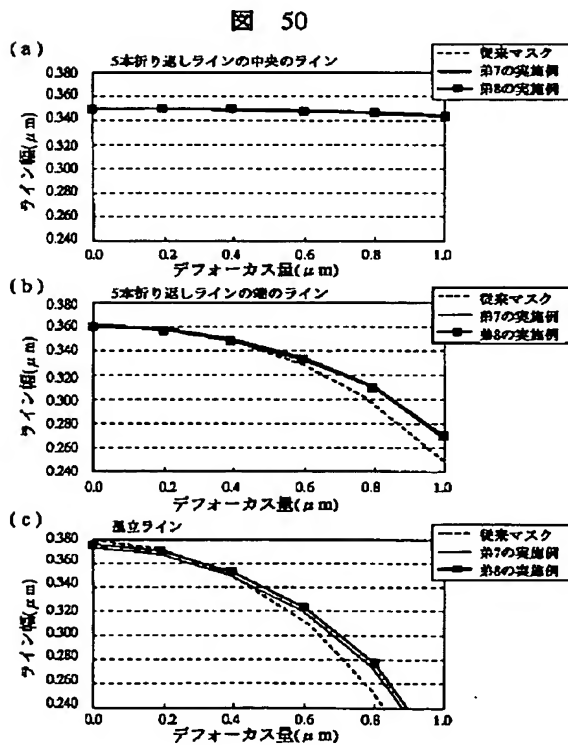 図 50
(a)
5本折り返しラインの中央のライン
従来マスク
第7の実施例
第8の実施例
ライン幅(μm)
0.380
0.360
0.340
0.320
0.300
0.280
0.260
0.240
0.0 0.2 0.4 0.6 0.8 1.0
デフォーカス量(μm)
(b)
5本折り返しラインの端のライン
従来マスク
第7の実施例
第8の実施例
ライン幅(μm)
0.380
0.360
0.340
0.320
0.300
0.280
0.260
0.240
0.0 0.2 0.4 0.6 0.8 1.0
デフォーカス量(μm)
(c)
孤立ライン
従来マスク
第7の実施例
第8の実施例
ライン幅(μm)
0.380
0.360
0.340
0.320
0.300
0.280
0.260
0.240
0.0 0.2 0.4 0.6 0.8 1.0
デフォーカス量(μm)